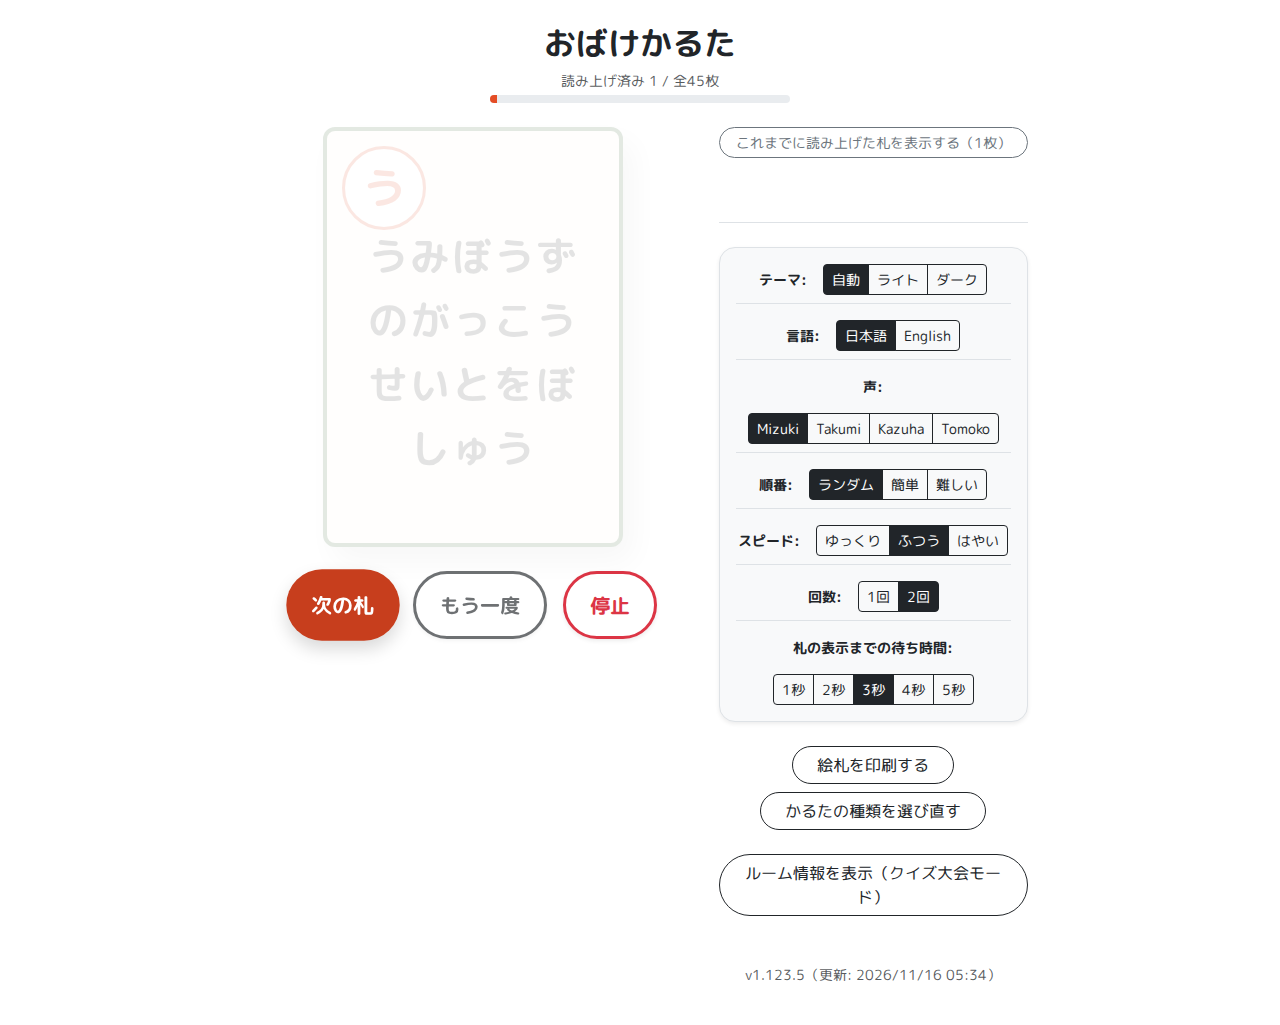 おばけかるた
読み上げ済み 1 / 全45枚
う
うみぼうず
のがっこう
せいとをぼ
しゅう
次の札
もう一度
停止
これまでに読み上げた札を表示する（1枚）
テーマ: 自動 ライト ダーク
言語: 日本語 English
声:
Mizuki Takumi Kazuha Tomoko
順番: ランダム 簡単 難しい
スピード: ゆっくり ふつう はやい
回数: 1回 2回
札の表示までの待ち時間:
1秒 2秒 3秒 4秒 5秒
絵札を印刷する
かるたの種類を選び直す
ルーム情報を表示（クイズ大会モー
ド）
v1.123.5（更新: 2026/11/16 05:34）